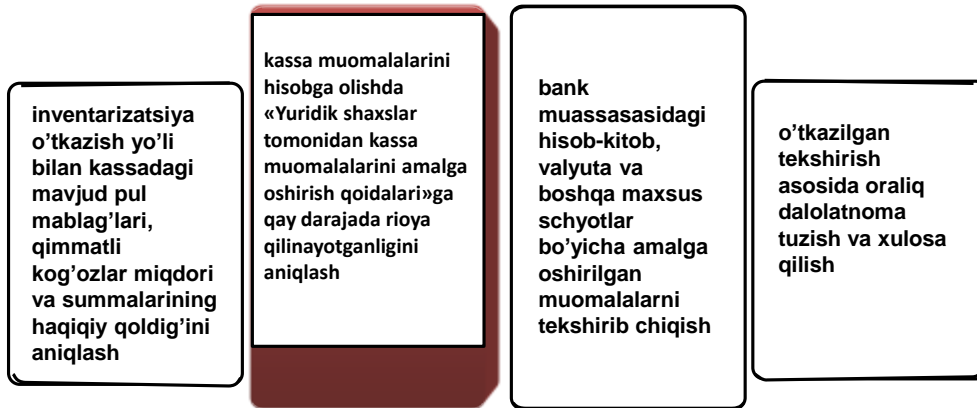 inventarizatsiya
o’tkazish yo’li
bilan kassadagi
mavjud pul
mablag’lari,
qimmatli
kog’ozlar miqdori
va summalarining
haqiqiy qoldig’ini
aniqlash
kassa muomalalarini
hisobga olishda
«Yuridik shaxslar
tomonidan kassa
muomalalarini amalga
oshirish qoidalari»ga
qay darajada rioya
qilinayotganligini
aniqlash
bank
muassasasidagi
hisob-kitob,
valyuta va
boshqa maxsus
schyotlar
bo’yicha amalga
oshirilgan
muomalalarni
tekshirib chiqish
o’tkazilgan
tekshirish
asosida oraliq
dalolatnoma
tuzish va xulosa
qilish